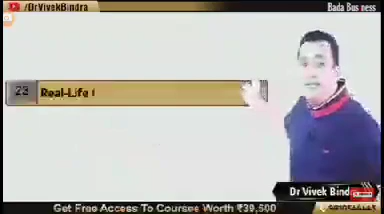 /DrVivekBindra
Bada Business
23 Real-Life
Dr Vivek Bind
Get Free Access To Courses Worth ₹39,500